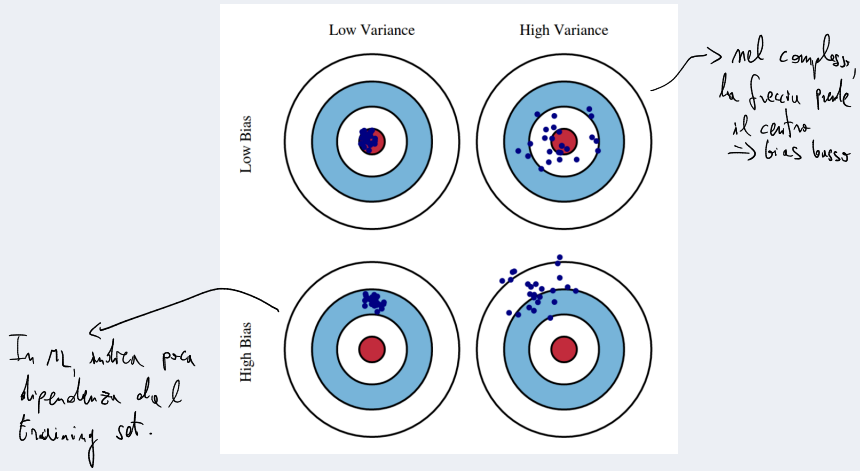 Low Variance
High Variance
Low Bias
High Bias
→ nel complesso,
la freccia prende
il centro
⇒ bias basso
In ML, indica poca
dipendenza dal
training set.